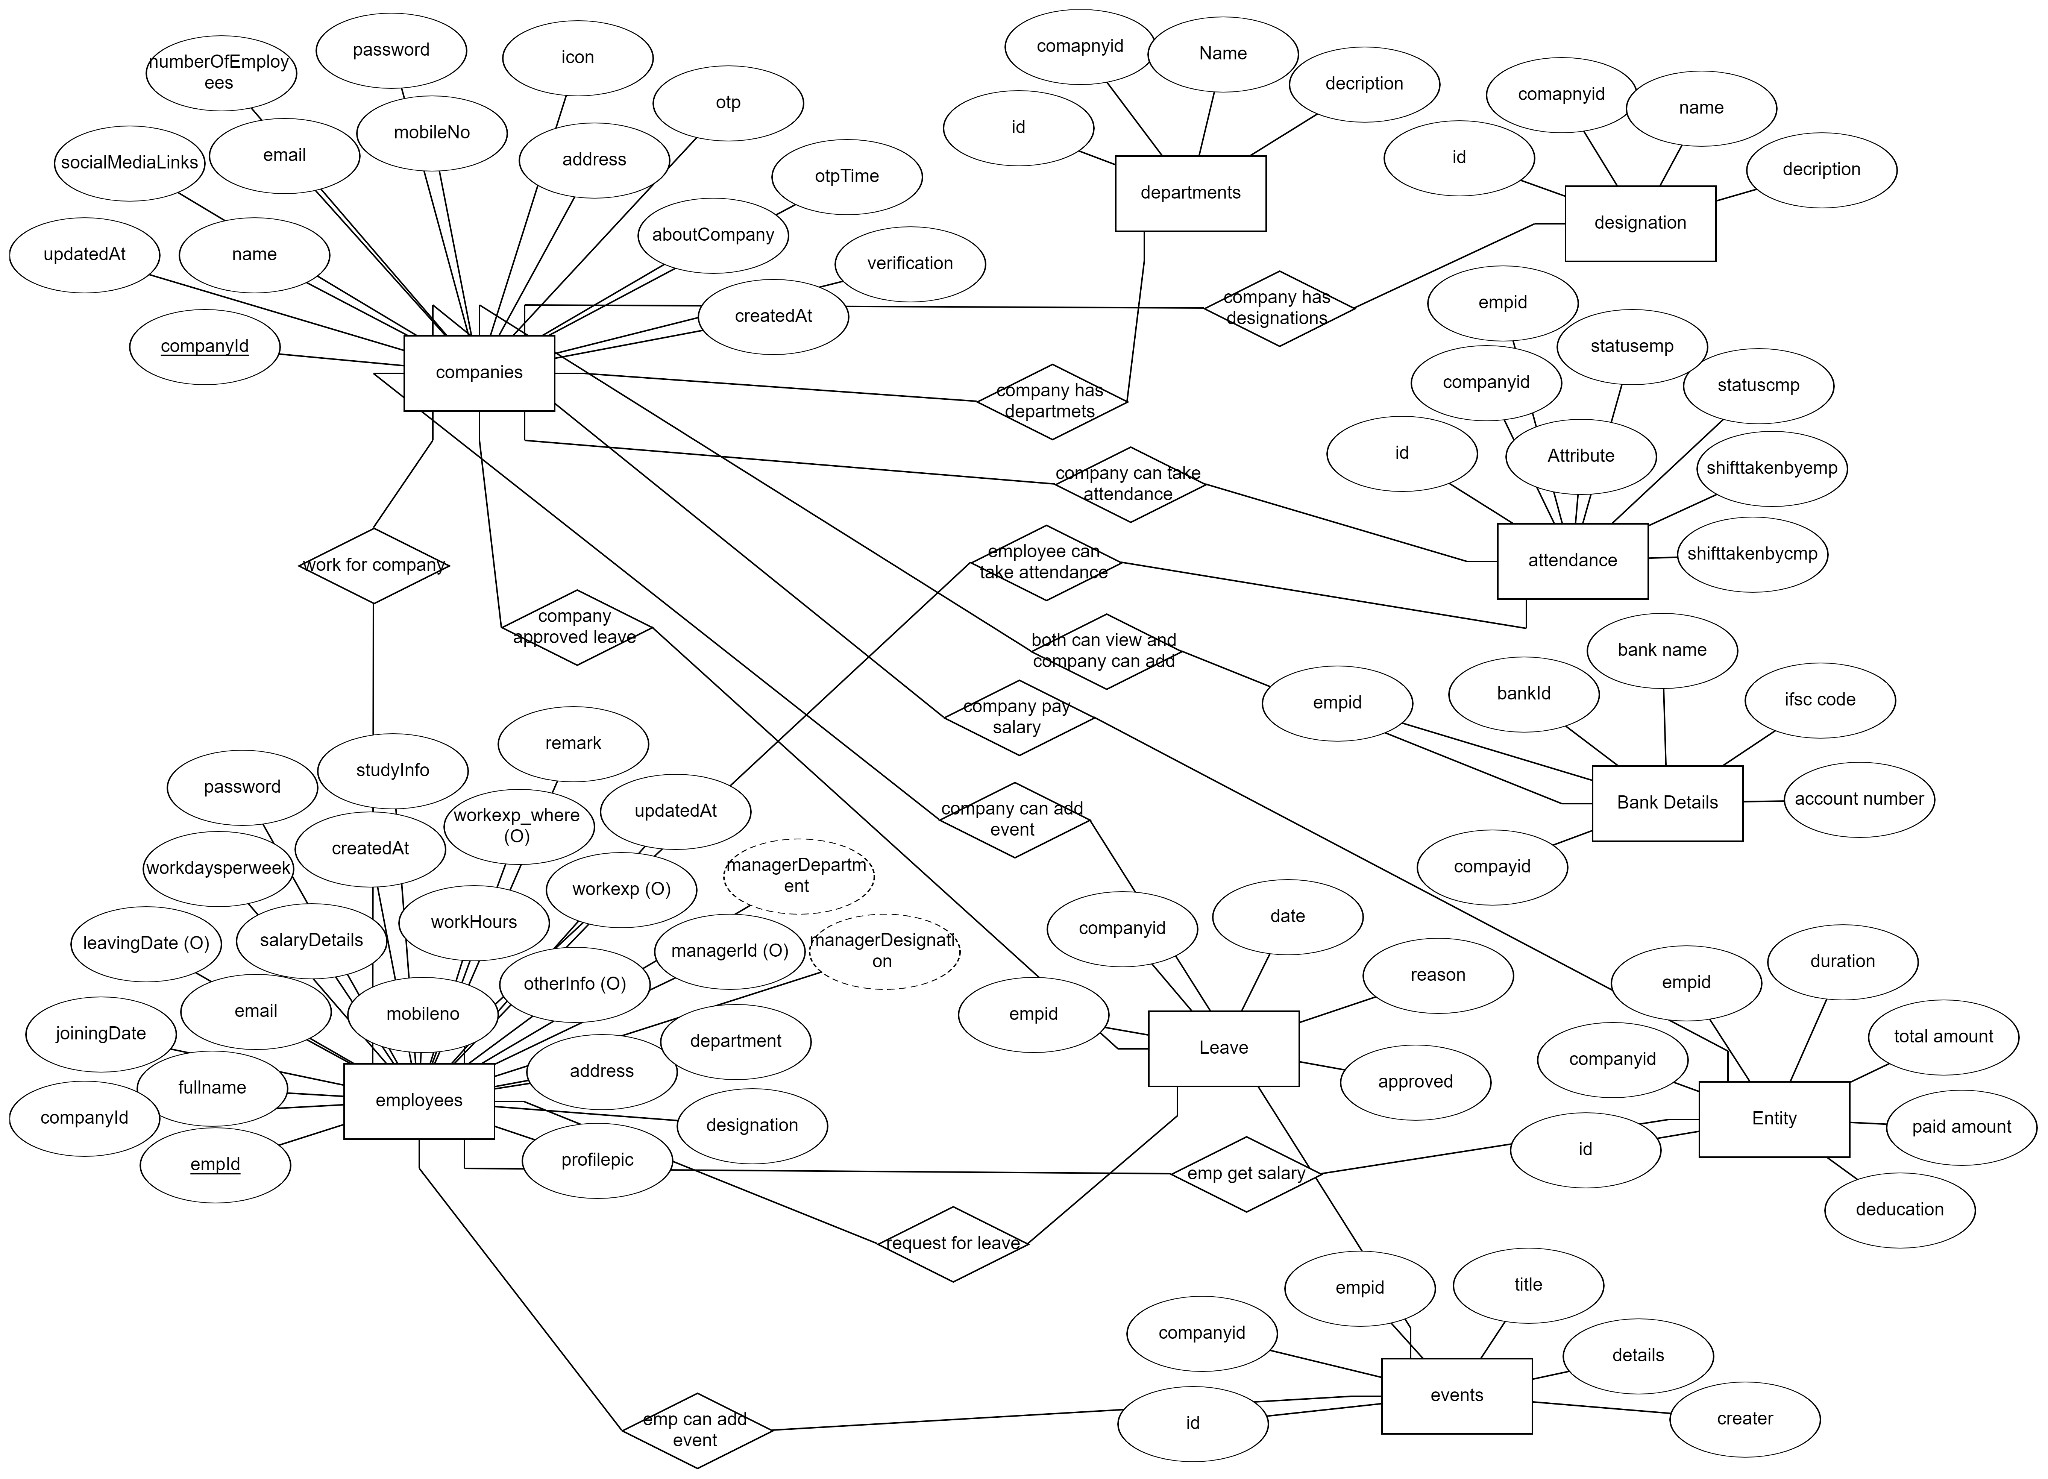 password
icon
numberOfEmploy
ees
otp
mobileNo
email
address
socialMediaLinks
otpTime
aboutCompany
updatedAt
name
verification
createdAt
companyId
companies
comapnyid
Name
decription
id
departments
comapnyid
name
id
decription
designation
company has
designations
company has
departmets
empid
statusemp
companyid
statuscmp
id
Attribute
shifttakenbyemp
shifttakenbycmp
attendance
company can take
attendance
employee can
take attendance
work for company
company
approved leave
both can view and
company can add
company pay
salary
company can add
event
bank name
bankId
ifsc code
empid
Bank Details
account number
compayid
remark
studyInfo
password
updatedAt
workexp_where
(O)
createdAt
workdaysperweek
managerDepartm
ent
workexp (O)
workHours
leavingDate (O)
salaryDetails
managerId (O)
managerDesignati
on
otherInfo (O)
email
mobileno
joiningDate
department
address
fullname
companyId
employees
designation
empId
profilepic
date
companyid
reason
empid
Leave
approved
duration
empid
total amount
companyid
Entity
paid amount
id
deducation
emp get salary
request for leave
empid
title
companyid
details
events
creater
id
emp can add
event